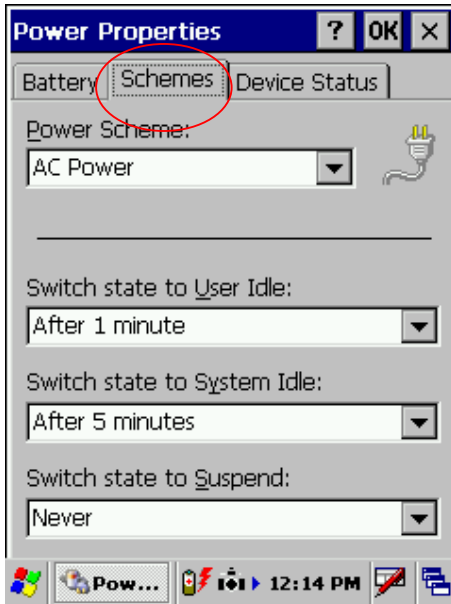 Power Properties ? OK ×
Battery Schemes Device Status
Power Scheme:
AC Power
Switch state to User Idle:
After 1 minute
Switch state to System Idle:
After 5 minutes
Switch state to Suspend:
Never
Pow... 12:14 PM